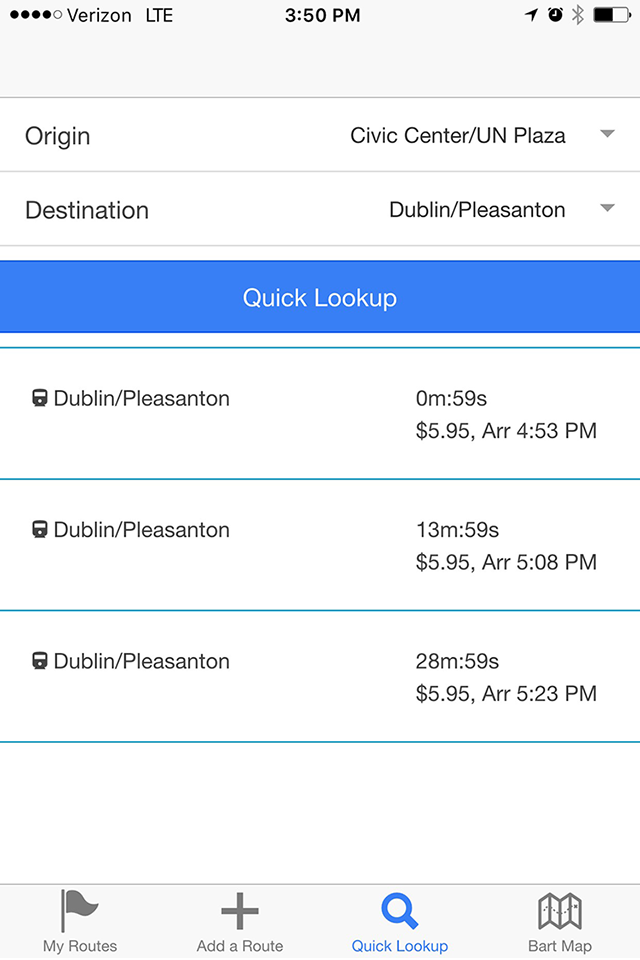 Verizon LTE 3:50 PM
Origin Civic Center/UN Plaza
Destination Dublin/Pleasanton
Quick Lookup
Dublin/Pleasanton 0m:59s
$5.95, Arr 4:53 PM
Dublin/Pleasanton 13m:59s
$5.95, Arr 5:08 PM
Dublin/Pleasanton 28m:59s
$5.95, Arr 5:23 PM
My Routes Add a Route Quick Lookup Bart Map